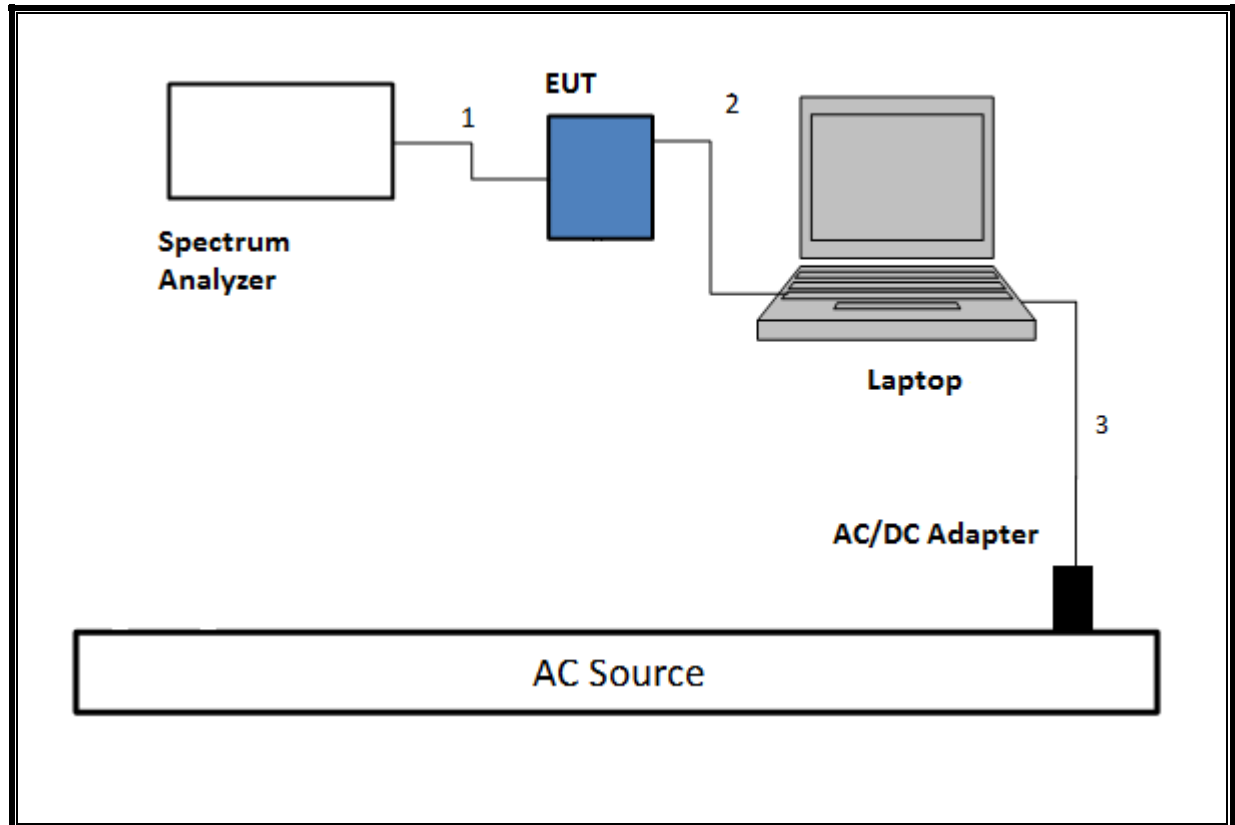 EUT
1
2
Spectrum
Analyzer
Laptop
3
AC/DC Adapter
AC Source